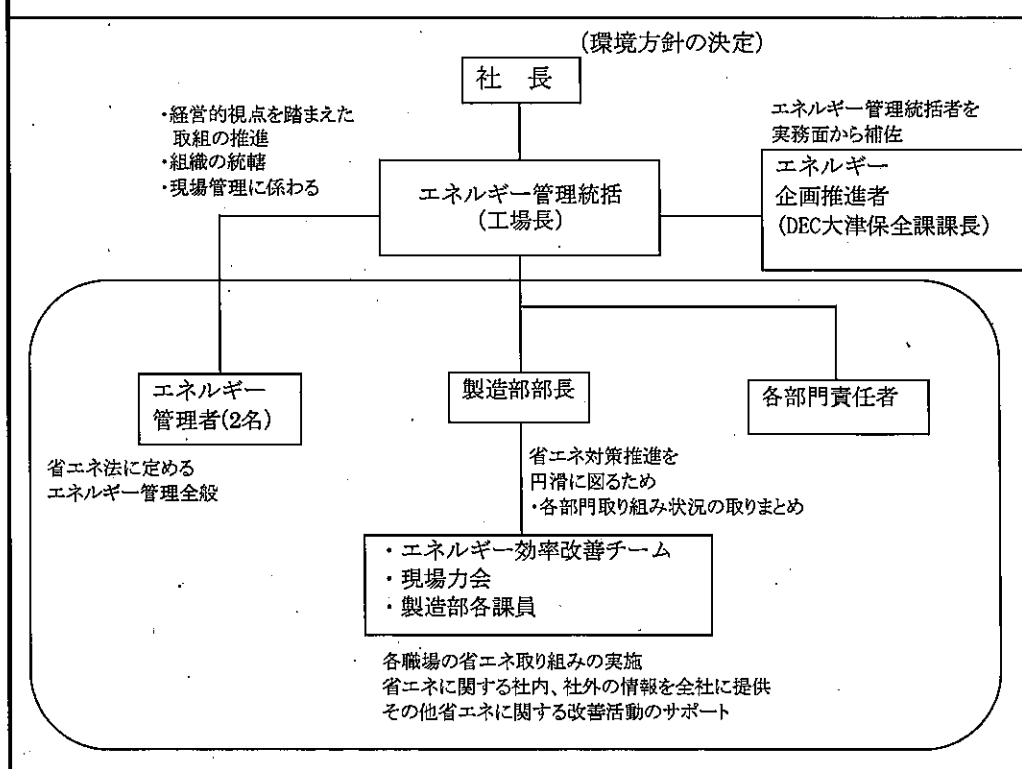 (環境方針の決定)
社 長
・経営的視点を踏まえた
取組の推進
・組織の統轄
・現場管理に係わる
エネルギー管理統括者を
実務面から補佐
エネルギー管理統括
(工場長)
エネルギー
企画推進者
(DEC大津保全課課長)
エネルギー
管理者(2名)
省エネ法に定める
エネルギー管理全般
製造部部長
各部門責任者
省エネ対策推進を
円滑に図るため
・各部門取り組み状況の取りまとめ
・エネルギー効率改善チーム
・現場力会
・製造部各課員
各職場の省エネ取り組みの実施
省エネに関する社内、社外の情報を全社に提供
その他省エネに関する改善活動のサポート